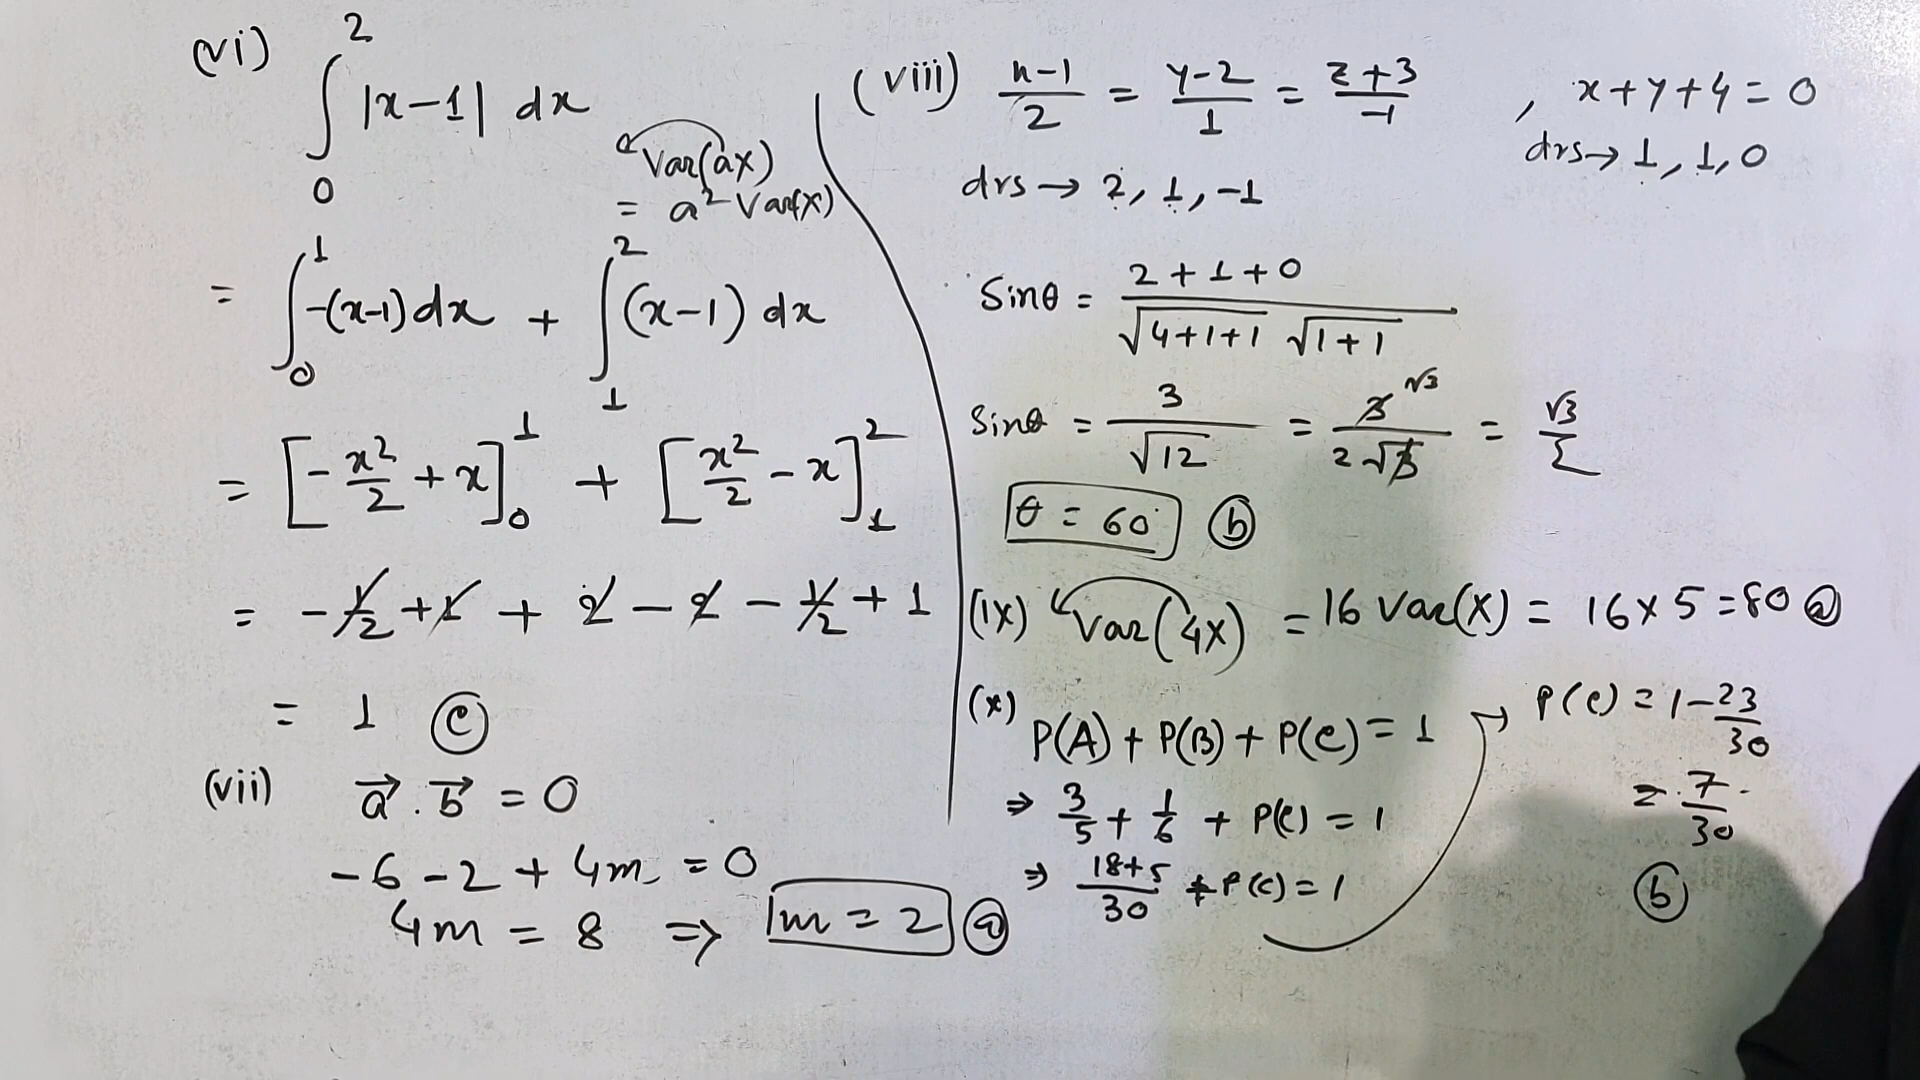 (vi) ∫₀² |x-1| dx
Var(ax)
= a² Var(x)
= ∫₀¹ -(x-1) dx + ∫₁² (x-1) dx
= [-x²/2 + x]₀¹ + [x²/2 - x]₁²
= -1/2 + 1 + 2 - 2 - 1/2 + 1
= 1 (c)
(vii) a⃗ . b⃗ = 0
-6 - 2 + 4m = 0
4m = 8 ⇒ m = 2 (a)
(viii) x-1/2 = y-2/1 = z+3/-1 , x+y+4 = 0
drs → 1, 1, 0
drs → 2, 1, -1
Sinθ = 2+1+0/√4+1+1 √1+1
Sinθ = 3/√12 = 3 √3/2√3 = √3/2
θ = 60 (b)
(ix) Var(4x) = 16 Var(x) = 16 x 5 = 80 (a)
(x) P(A) + P(B) + P(C) = 1
⇒ 3/5 + 1/6 + P(C) = 1
⇒ 18+5/30 + P(C) = 1
→ P(C) = 1 - 23/30
= 7/30
(b)